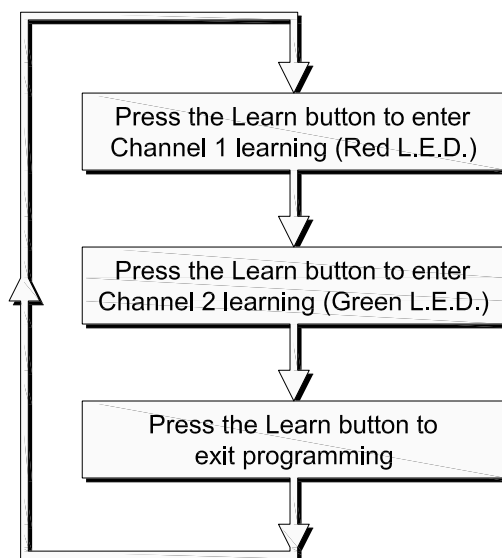 Press the Learn button to enter
Channel 1 learning (Red L.E.D.)
Press the Learn button to enter
Channel 2 learning (Green L.E.D.)
Press the Learn button to
exit programming